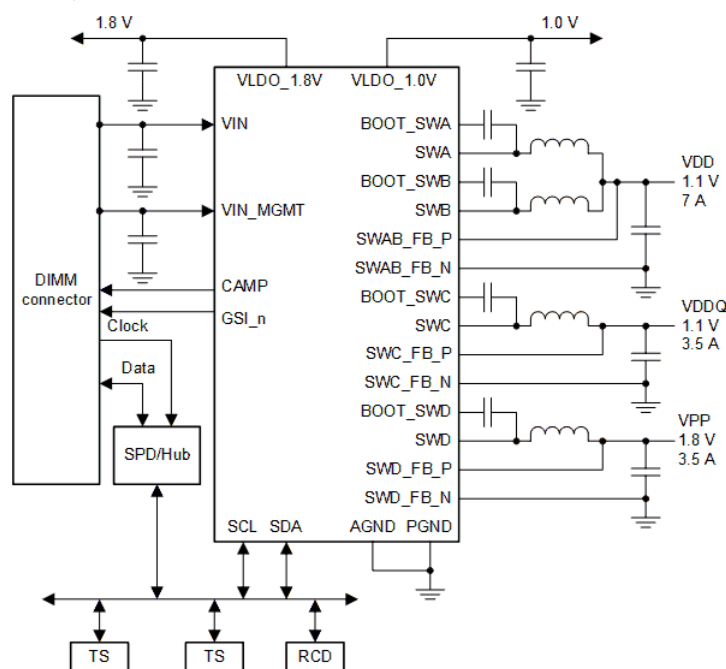 1.8 V
1.0 V
VLDO_1.8V
VLDO_1.0V
VIN
VIN_MGMT
CAMP
GSI_n
DIMM
connector
Clock
Data
SPD/Hub
BOOT_SWA
SWA
BOOT_SWB
SWB
SWAB_FB_P
SWAB_FB_N
BOOT_SWC
SWC
SWC_FB_P
SWC_FB_N
BOOT_SWD
SWD
SWD_FB_P
SWD_FB_N
VDD
1.1 V
7 A
VDDQ
1.1 V
3.5 A
VPP
1.8 V
3.5 A
SCL
SDA
AGND
PGND
TS
TS
RCD